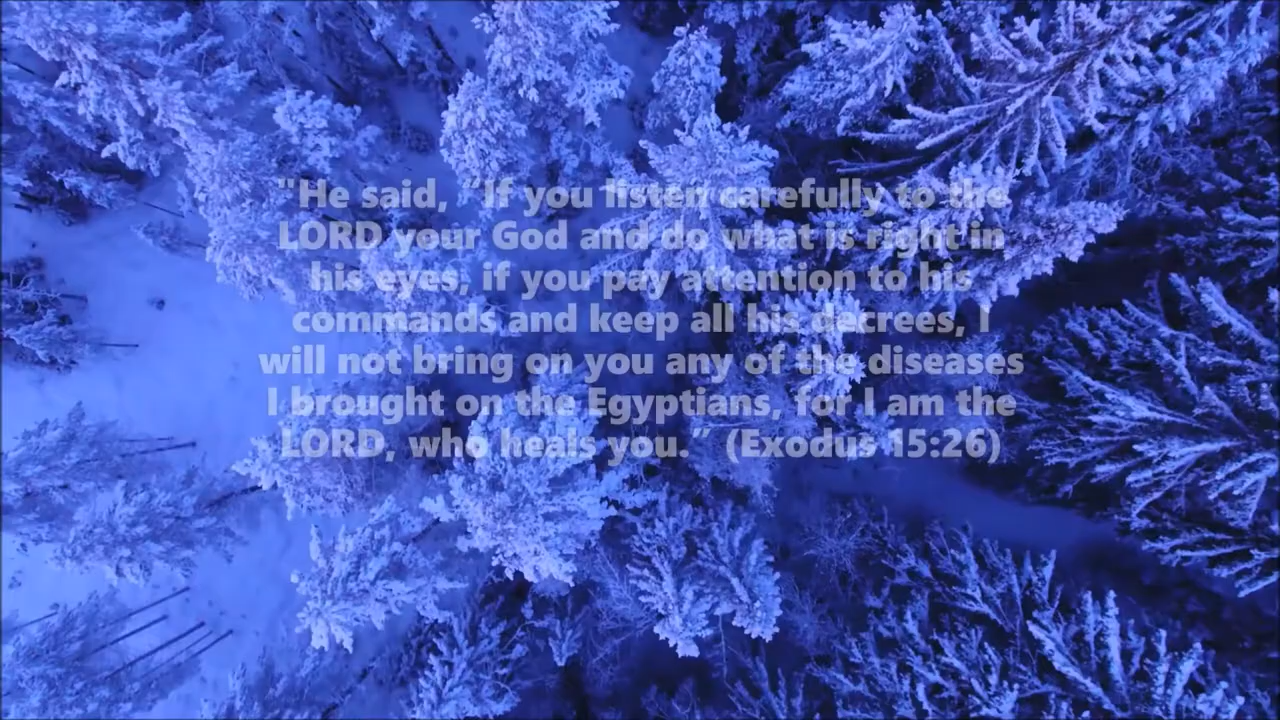 "He said, “If you listen carefully to the
LORD your God and do what is right in
his eyes, if you pay attention to his
commands and keep all his decrees, I
will not bring on you any of the diseases
I brought on the Egyptians, for I am the
LORD, who heals you.” (Exodus 15:26)